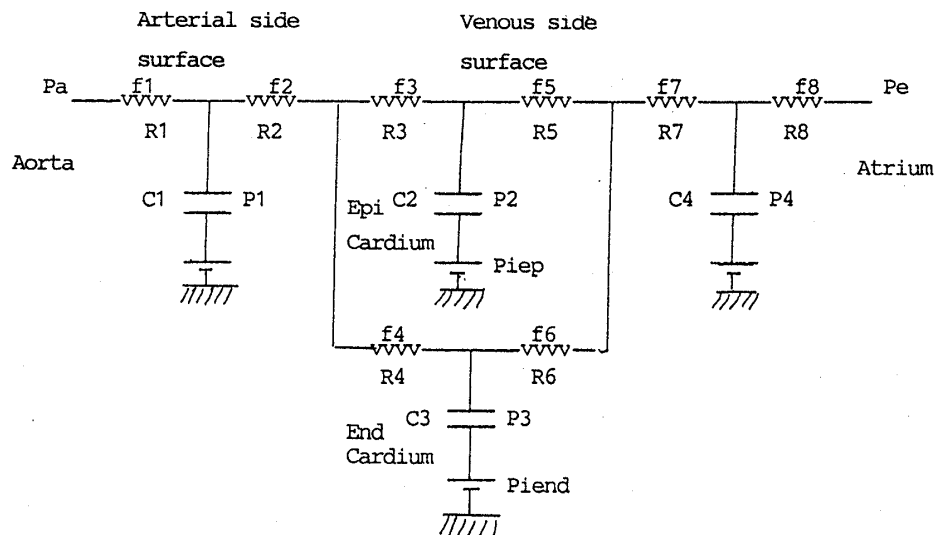 Arterial side
surface
Venous side
surface
Pa
f1
f2
f3
f5
f7
f8
Pe
R1
R2
R3
R5
R7
R8
Aorta
Atrium
C1
P1
Epi
Cardium
C2
P2
C4
P4
Piep
f4
f6
R4
R6
C3
P3
End
Cardium
Piend